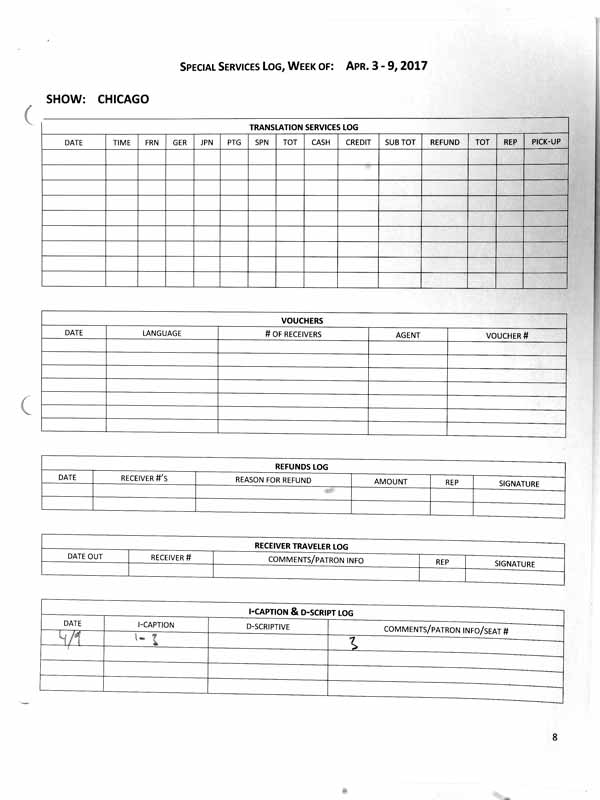 SPECIAL SERVICES LOG, WEEK OF: APR. 3 - 9, 2017
SHOW: CHICAGO
TRANSLATION SERVICES LOG
DATE TIME FRN GER JPN PTG SPN TOT CASH CREDIT SUB TOT REFUND TOT REP PICK-UP
VOUCHERS
DATE LANGUAGE # OF RECEIVERS AGENT VOUCHER #
REFUNDS LOG
DATE RECEIVER #'S REASON FOR REFUND AMOUNT REP SIGNATURE
RECEIVER TRAVELER LOG
DATE OUT RECEIVER # COMMENTS/PATRON INFO REP SIGNATURE
I-CAPTION & D-SCRIPT LOG
DATE I-CAPTION D-SCRIPTIVE COMMENTS/PATRON INFO/SEAT #
4/9 1-3 3
8